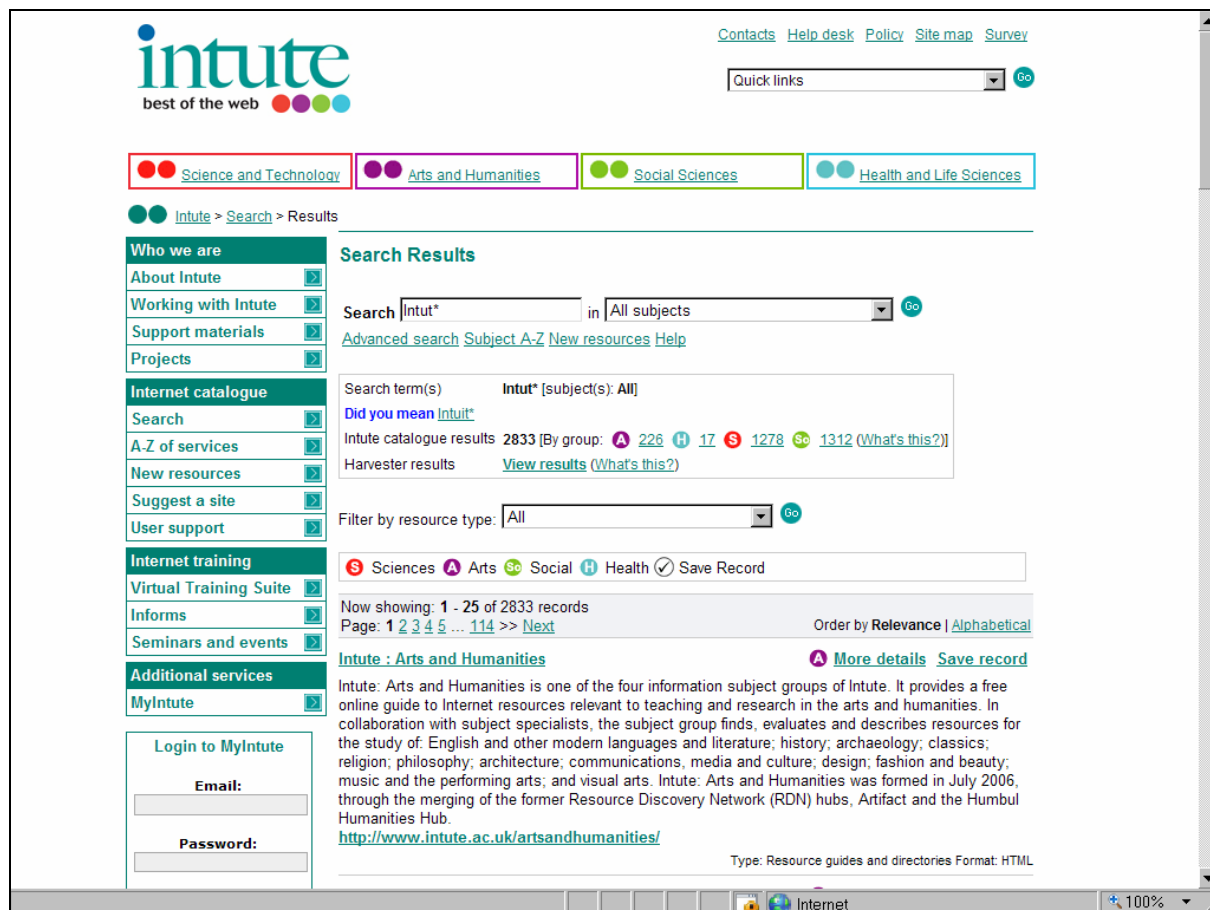 intute
best of the web
Contacts Help desk Policy Site map Survey
Quick links Go
Science and Technology Arts and Humanities Social Sciences Health and Life Sciences
Intute > Search > Results
Who we are
About Intute
Working with Intute
Support materials
Projects
Internet catalogue
Search
A-Z of services
New resources
Suggest a site
User support
Internet training
Virtual Training Suite
Informs
Seminars and events
Additional services
MyIntute
Login to MyIntute
Email:
Password:
Search Results
Search Intut* in All subjects Go
Advanced search Subject A-Z New resources Help
Search term(s) Intut* [subject(s): All]
Did you mean Intuit*
Intute catalogue results 2833 [By group: A 226 H 17 S 1278 So 1312 (What's this?)]
Harvester results View results (What's this?)
Filter by resource type: All Go
S Sciences A Arts So Social H Health Save Record
Now showing: 1 - 25 of 2833 records
Page: 1 2 3 4 5 ... 114 >> Next Order by Relevance | Alphabetical
Intute : Arts and Humanities A More details Save record
Intute: Arts and Humanities is one of the four information subject groups of Intute. It provides a free
online guide to Internet resources relevant to teaching and research in the arts and humanities. In
collaboration with subject specialists, the subject group finds, evaluates and describes resources for
the study of: English and other modern languages and literature; history; archaeology; classics;
religion; philosophy; architecture; communications, media and culture; design; fashion and beauty;
music and the performing arts; and visual arts. Intute: Arts and Humanities was formed in July 2006,
through the merging of the former Resource Discovery Network (RDN) hubs, Artifact and the Humbul
Humanities Hub.
http://www.intute.ac.uk/artsandhumanities/
Type: Resource guides and directories Format: HTML
Internet 100%